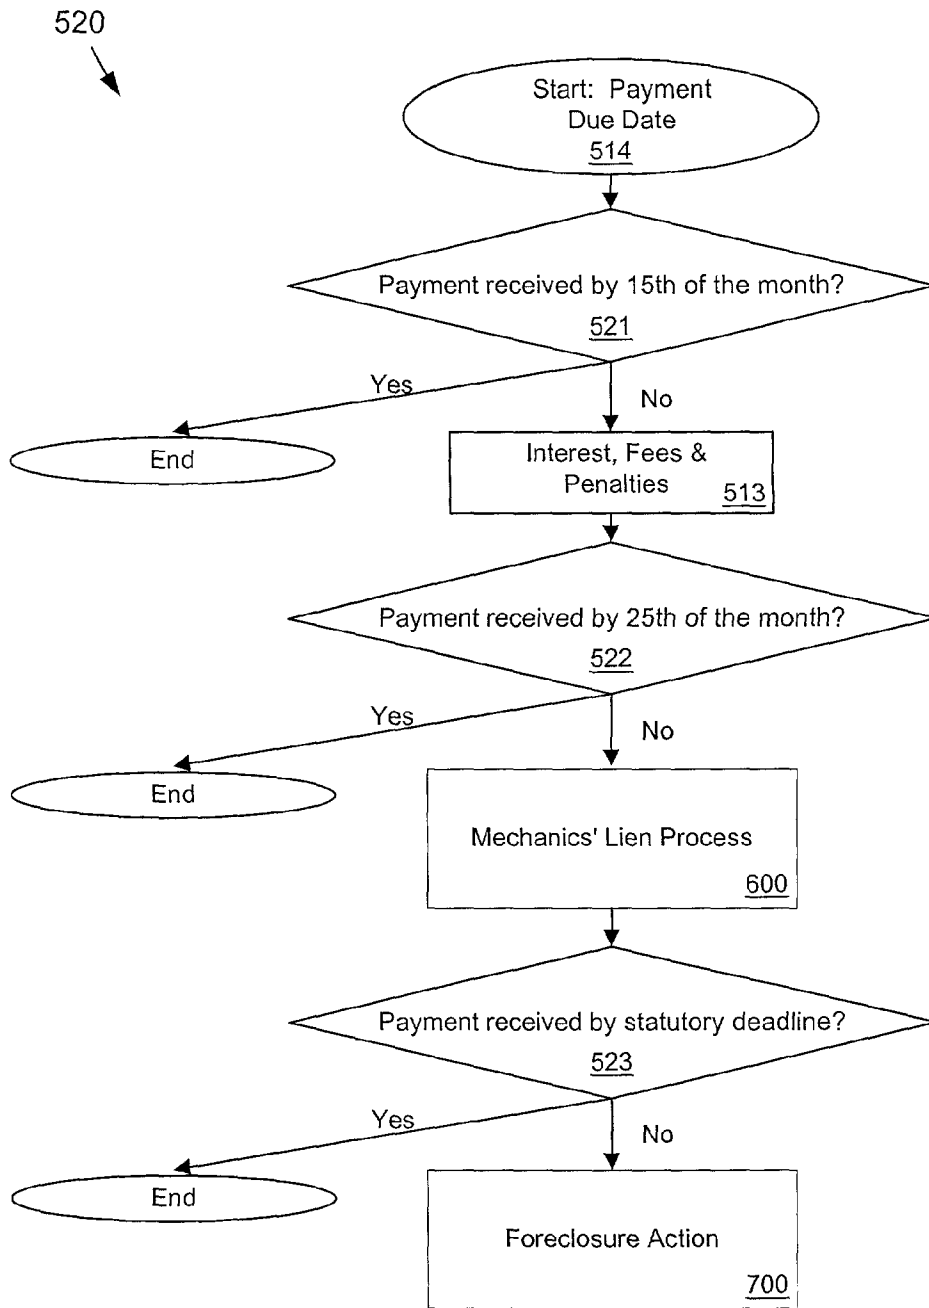 520
Start: Payment
Due Date
514
Payment received by 15th of the month?
521
Yes
No
End
Interest, Fees &
Penalties
513
Payment received by 25th of the month?
522
Yes
No
End
Mechanics' Lien Process
600
Payment received by statutory deadline?
523
Yes
No
End
Foreclosure Action
700